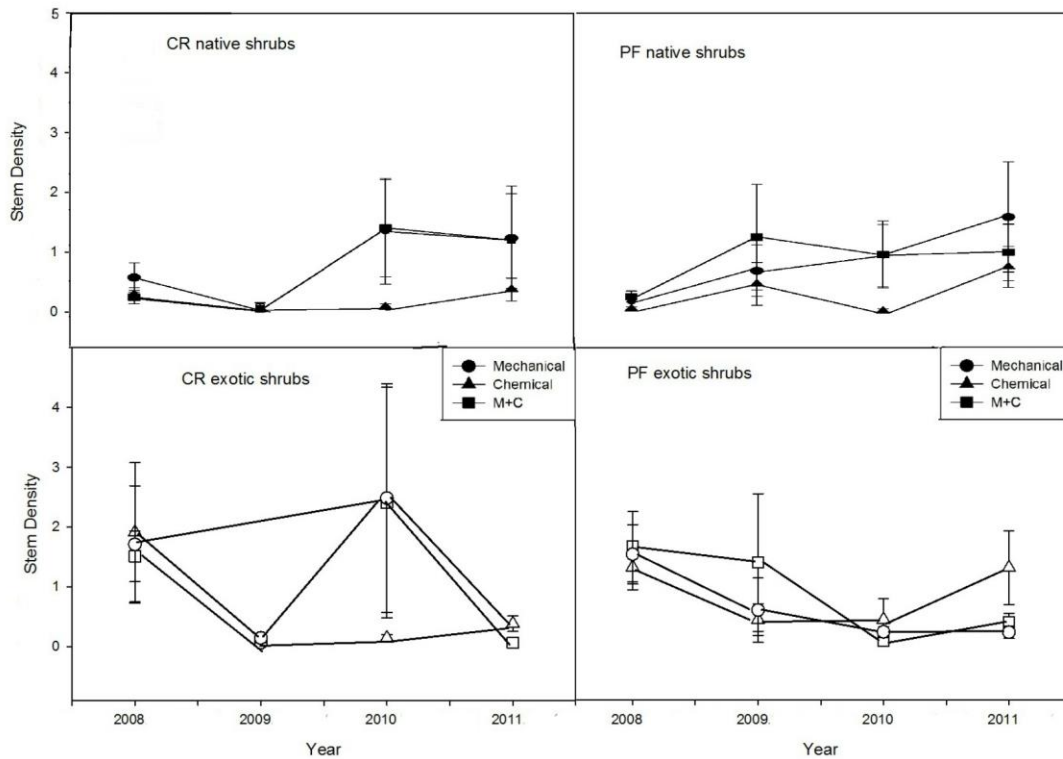 CR native shrubs
PF native shrubs
Stem Density
5
4
3
2
1
0
CR exotic shrubs
Mechanical
Chemical
M+C
PF exotic shrubs
Mechanical
Chemical
M+C
Stem Density
4
3
2
1
0
2008
2009
2010
2011
2008
2009.
2010
2011
Year
Year